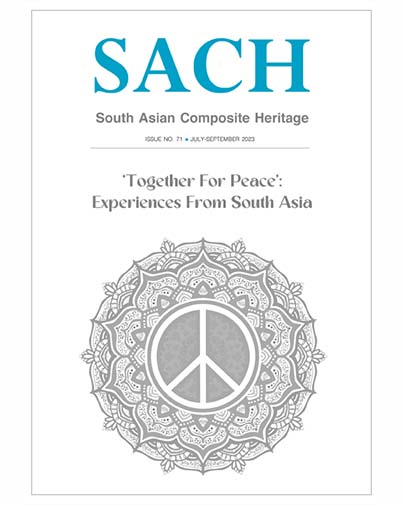 SACH
South Asian Composite Heritage
ISSUE NO. 71 ● JULY-SEPTEMBER 2023
'Together For Peace':
Experiences From South Asia